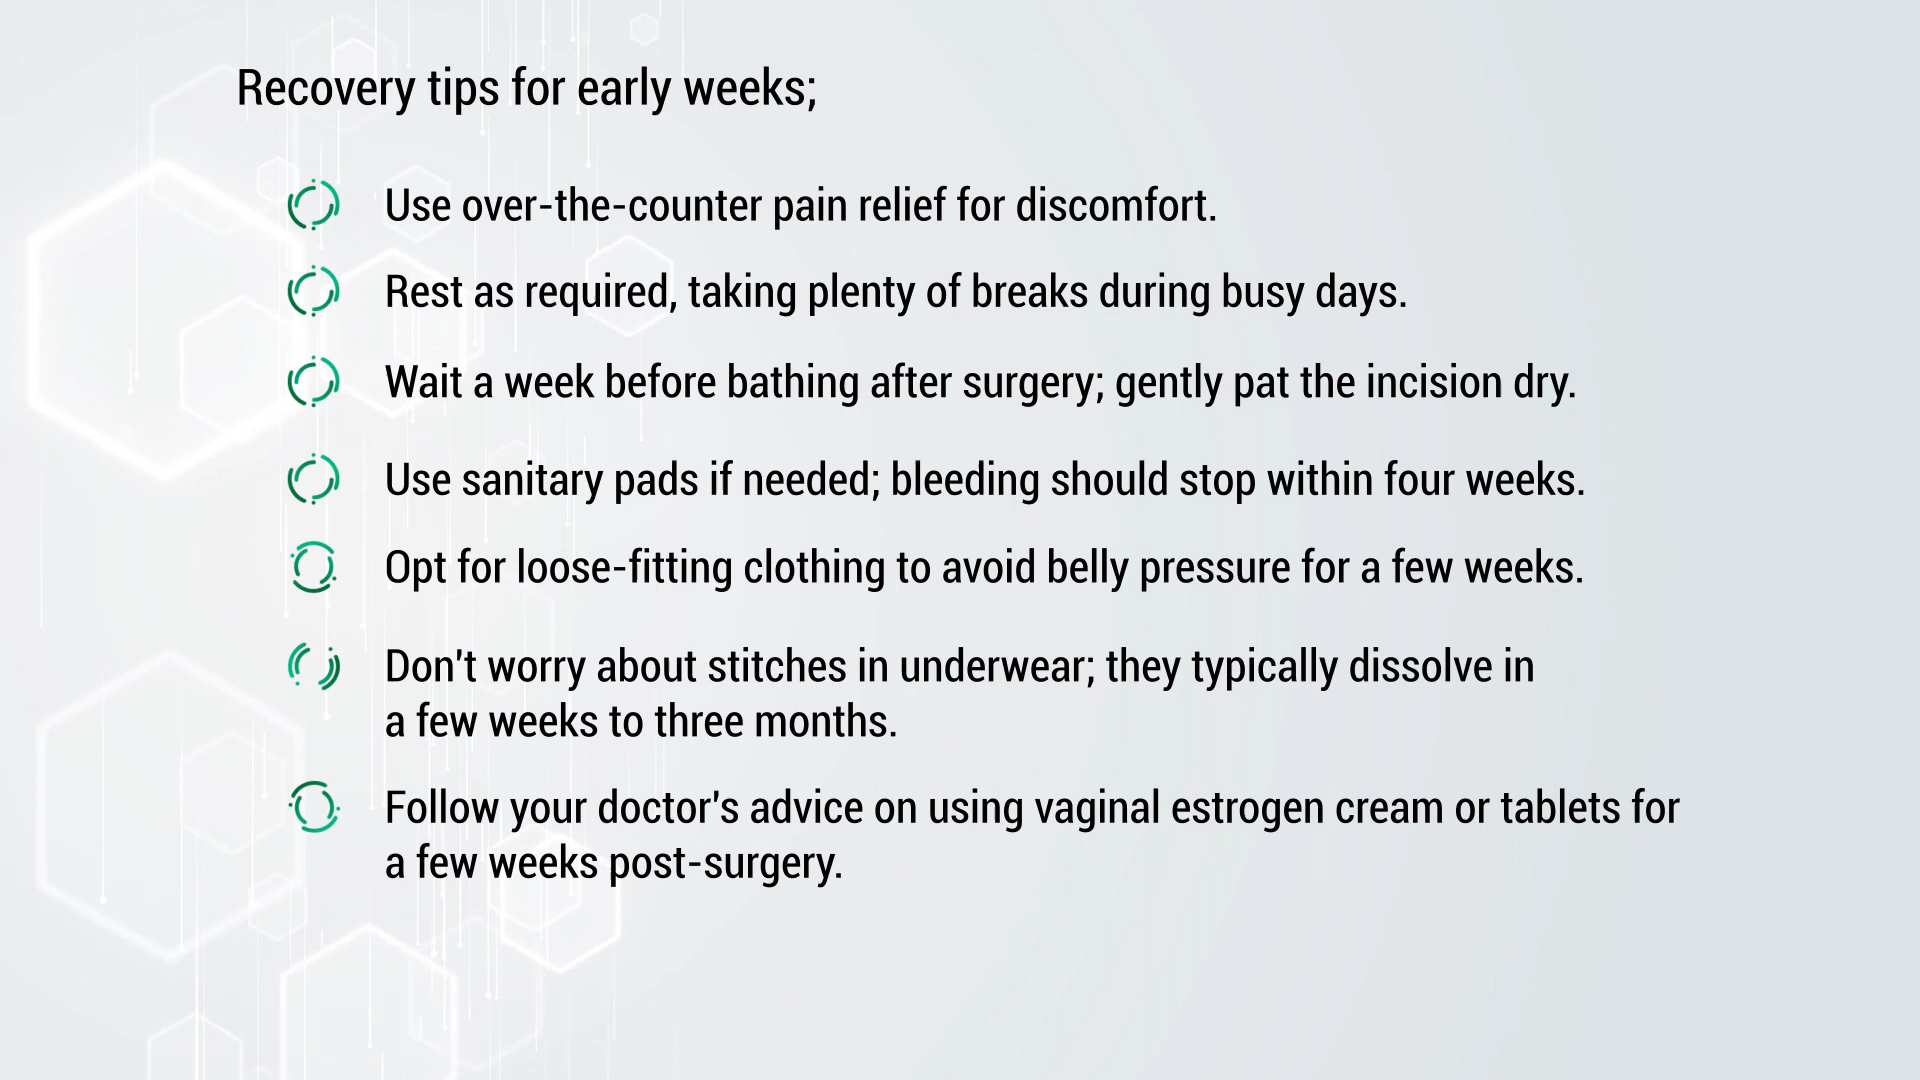 Recovery tips for early weeks;
Use over-the-counter pain relief for discomfort.
Rest as required, taking plenty of breaks during busy days.
Wait a week before bathing after surgery; gently pat the incision dry.
Use sanitary pads if needed; bleeding should stop within four weeks.
Opt for loose-fitting clothing to avoid belly pressure for a few weeks.
Don't worry about stitches in underwear; they typically dissolve in
a few weeks to three months.
Follow your doctor's advice on using vaginal estrogen cream or tablets for
a few weeks post-surgery.